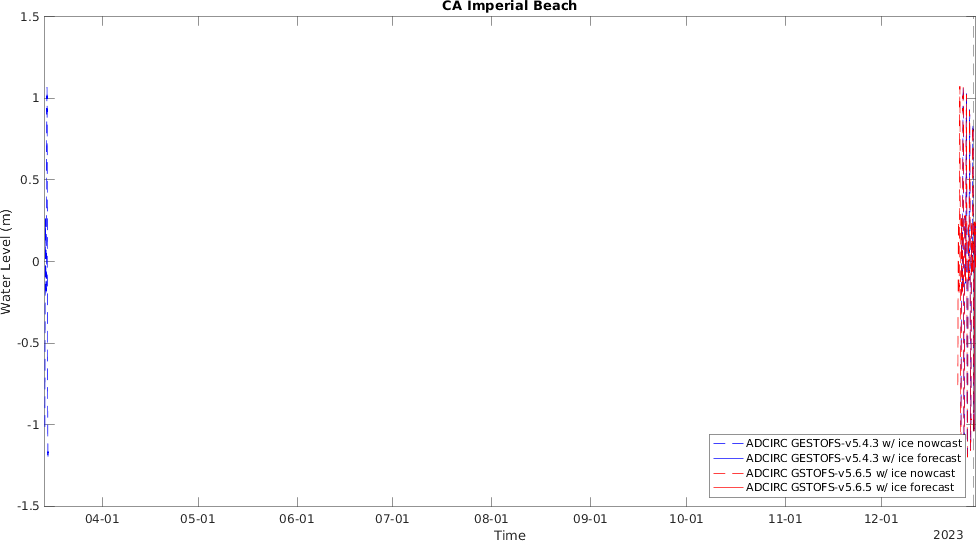 CA Imperial Beach
1.5
1
0.5
0
-0.5
-1
-1.5
Water Level (m)
ADCIRC GESTOFS-v5.4.3 w/ ice nowcast
ADCIRC GESTOFS-v5.4.3 w/ ice forecast
ADCIRC GSTOFS-v5.6.5 w/ ice nowcast
ADCIRC GSTOFS-v5.6.5 w/ ice forecast
04-01 05-01 06-01 07-01 08-01 09-01 10-01 11-01 12-01
Time
2023